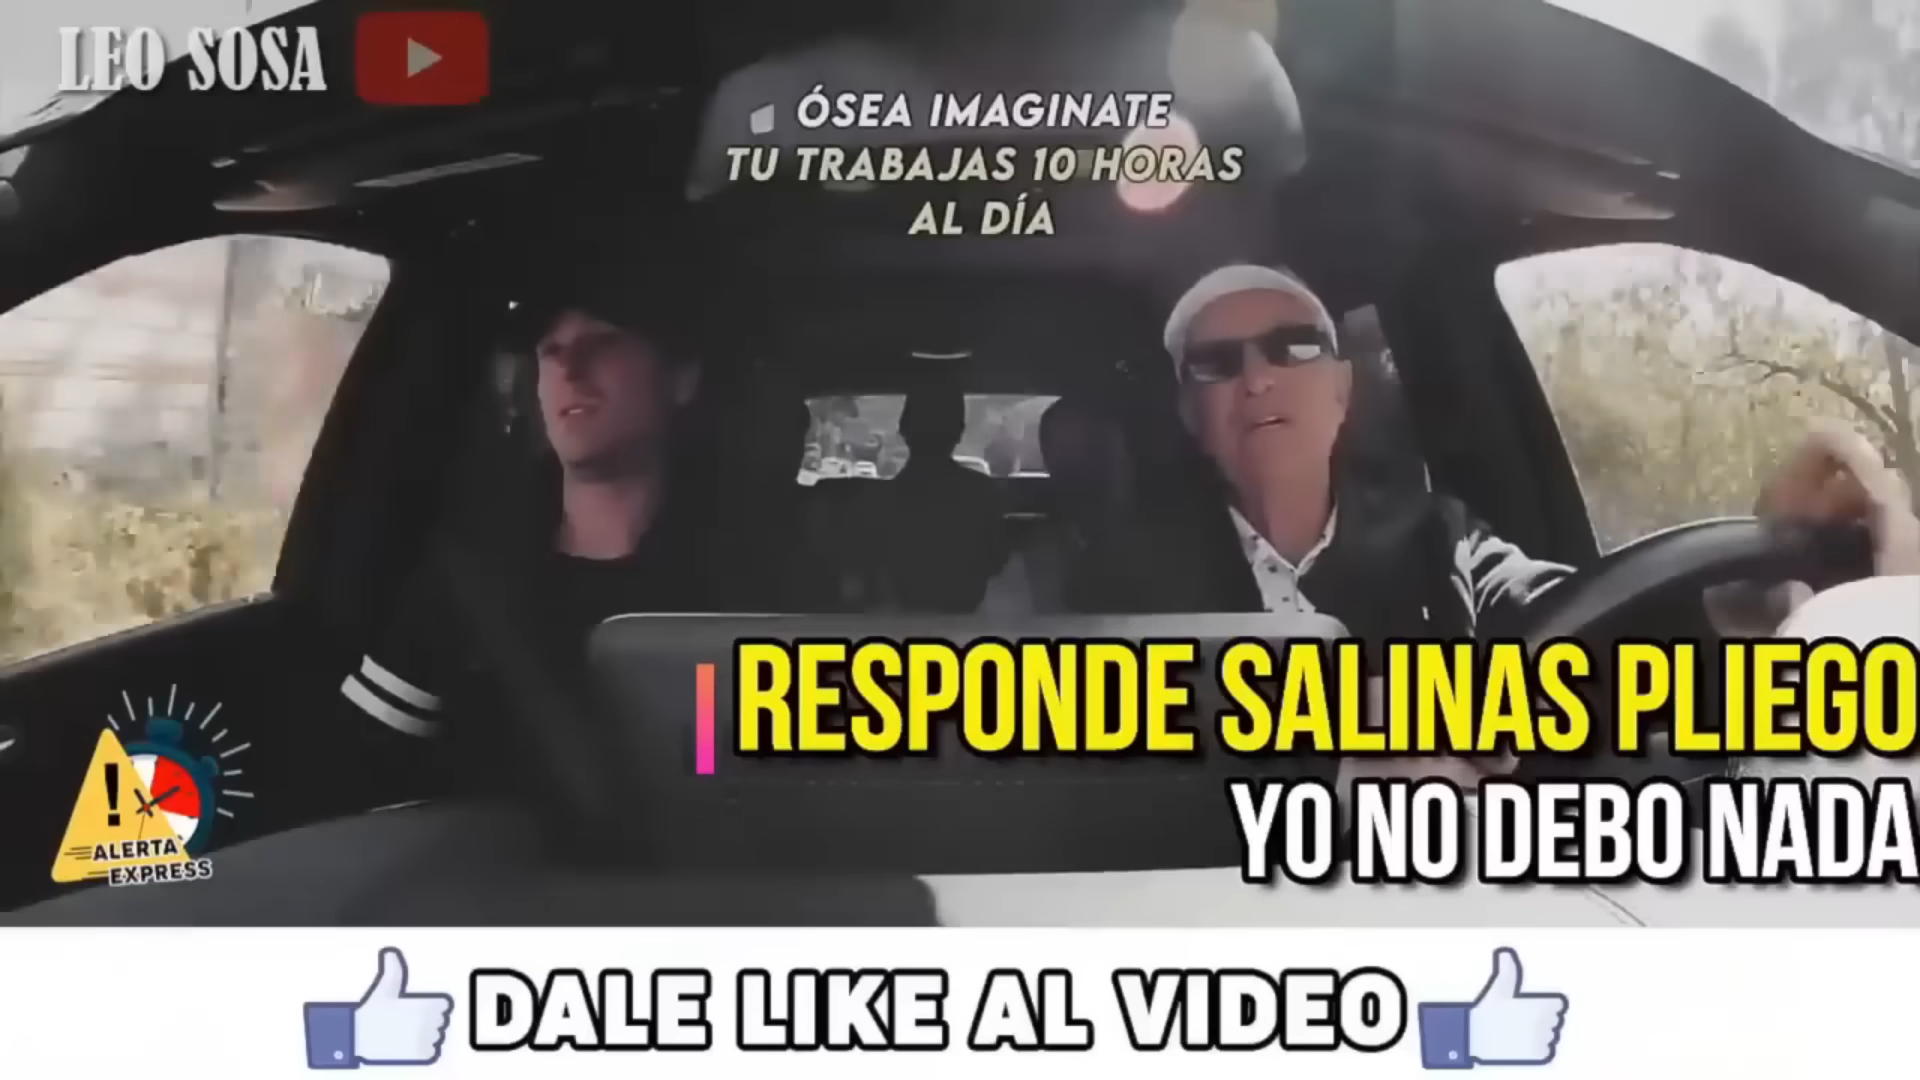 LEO SOSA
ÓSEA IMAGINATE
TU TRABAJAS 10 HORAS
AL DÍA
RESPONDE SALINAS PLIEGO
YO NO DEBO NADA
ALERTA
EXPRESS
DALE LIKE AL VIDEO